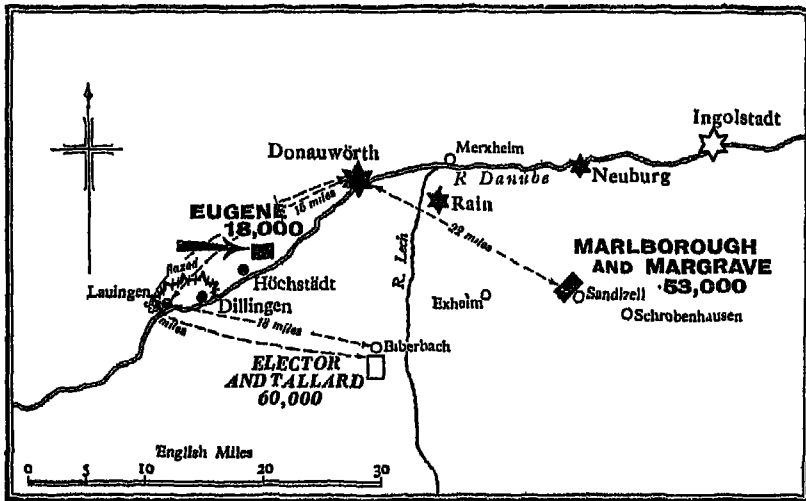 Ingolstadt
Merxheim
Donauwörth
R Danube
Neuburg
Rain
15 miles
EUGENE
18,000
22 miles
MARLBOROUGH
AND MARGRAVE
53,000
R. Lech
Höchstädt
Lauingen
Dillingen
Exheim
Sandizell
Schrobenhausen
miles
18 miles
Biberbach
ELECTOR
AND TALLARD
60,000
English Miles
0 5 10 20 30